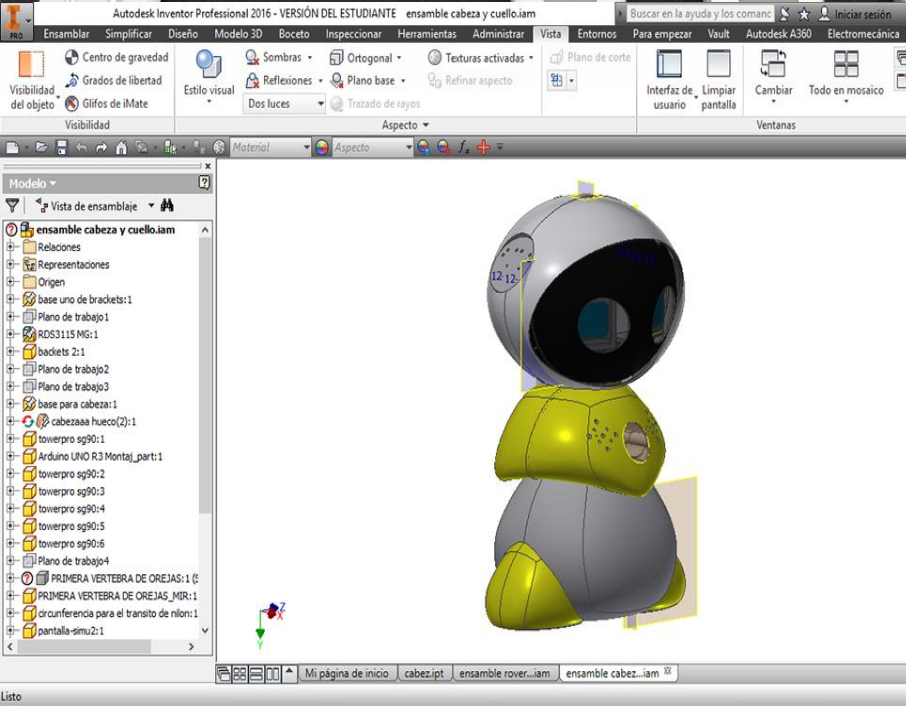 Autodesk Inventor Professional 2016 - VERSIÓN DEL ESTUDIANTE ensamble cabeza y cuello.iam
Buscar en la ayuda y los comanc
Iniciar sesión
PRO
Ensamblar Simplificar Diseño Modelo 3D Boceto Inspeccionar Herramientas Administrar Vista Entornos Para empezar Vault Autodesk A360 Electromecánica
Visibilidad del objeto
Centro de gravedad
Grados de libertad
Glifos de iMate
Visibilidad
Estilo visual
Sombras
Reflexiones
Dos luces
Ortogonal
Plano base
Trazado de rayos
Texturas activadas
Refinar aspecto
Plano de corte
Aspecto
Interfaz de usuario
Limpiar pantalla
Cambiar
Todo en mosaico
Ventanas
Material
Aspecto
fx
Modelo
Vista de ensamblaje
ensamble cabeza y cuello.iam
Relaciones
Representaciones
Origen
base uno de brackets:1
Plano de trabajo1
RDS3115 MG:1
backets 2:1
Plano de trabajo2
Plano de trabajo3
base para cabeza:1
cabezaaa hueco(2):1
towerpro sg90:1
Arduino UNO R3 Montaj_part:1
towerpro sg90:2
towerpro sg90:3
towerpro sg90:4
towerpro sg90:5
towerpro sg90:6
Plano de trabajo4
PRIMERA VERTEBRA DE OREJAS:1 (S
PRIMERA VERTEBRA DE OREJAS_MIR:1
circunferencia para el transito de nilon:1
pantalla-simu2:1
12 12
Z
X
Y
Mi página de inicio
cabez.ipt
ensamble rover...iam
ensamble cabez...iam
Listo